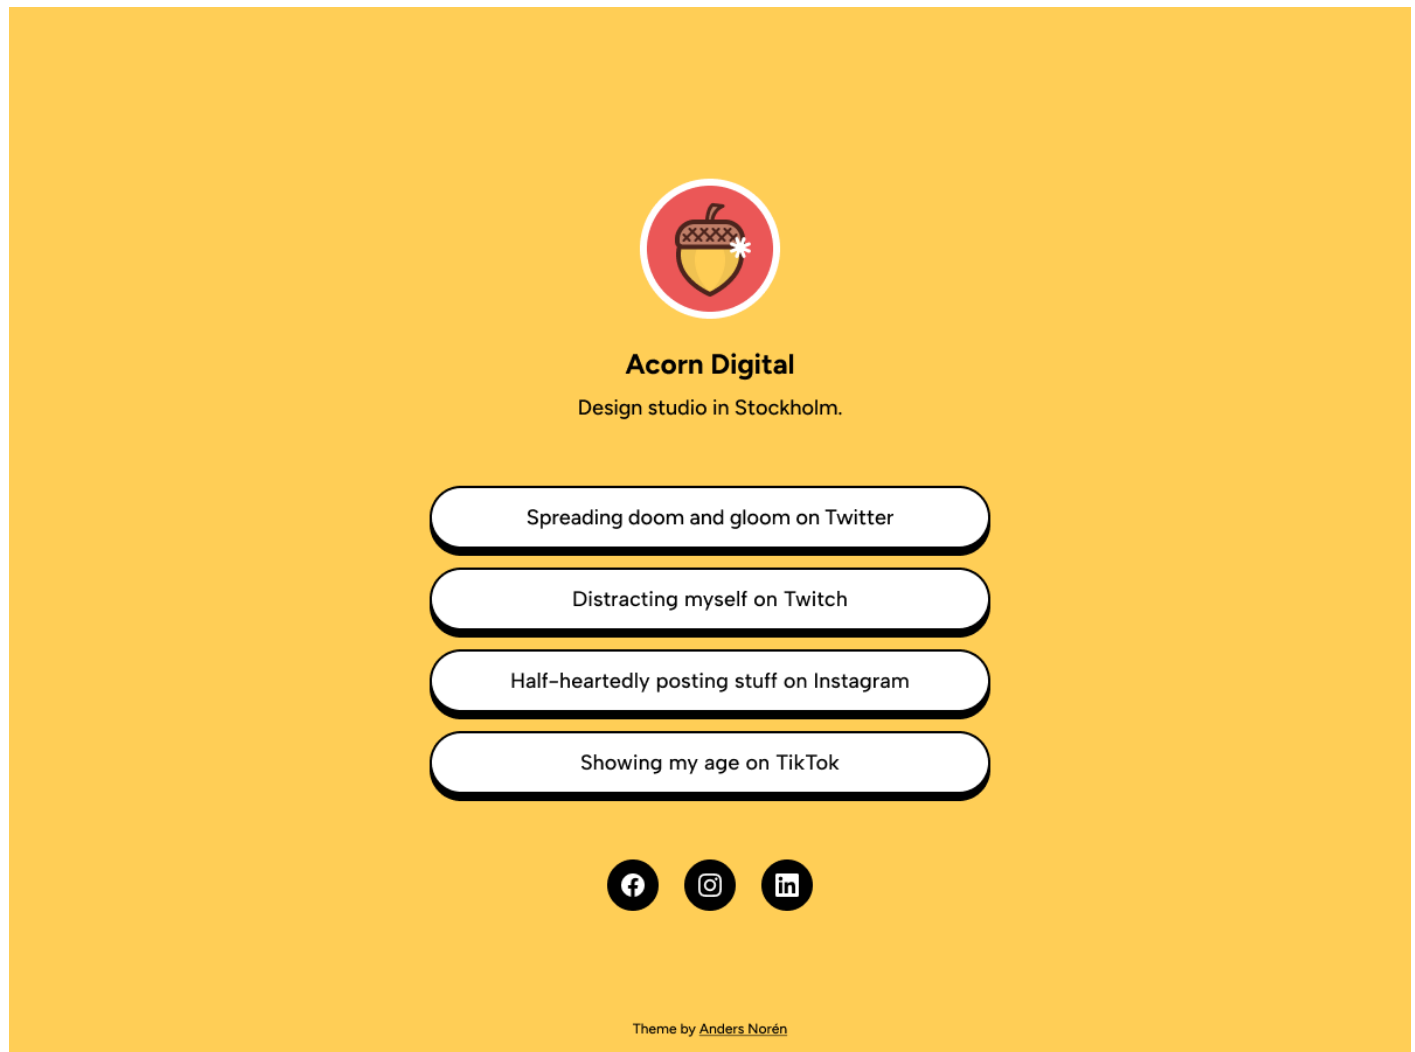 Acorn Digital
Design studio in Stockholm.
Spreading doom and gloom on Twitter
Distracting myself on Twitch
Half-heartedly posting stuff on Instagram
Showing my age on TikTok
Theme by Anders Norén